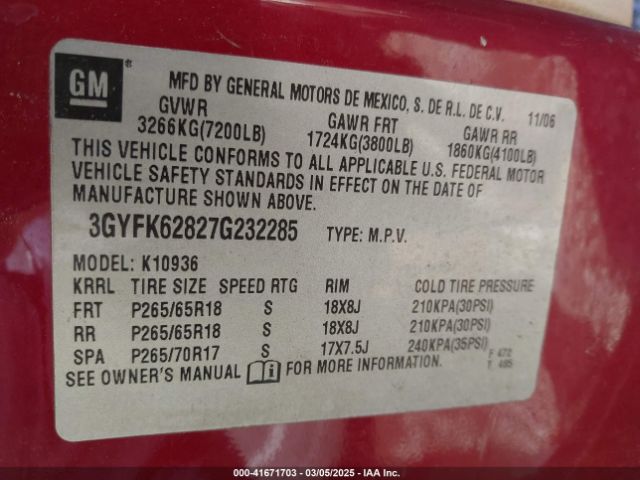 GM
MFD BY GENERAL MOTORS DE MEXICO, S. DE R.L. DE C.V. 11/06
GVWR GAWR FRT GAWR RR
3266KG(7200LB) 1724KG(3800LB) 1860KG(4100LB)
THIS VEHICLE CONFORMS TO ALL APPLICABLE U.S. FEDERAL MOTOR
VEHICLE SAFETY STANDARDS IN EFFECT ON THE DATE OF
MANUFACTURE SHOWN ABOVE.
3GYFK62827G232285 TYPE: M.P.V.
MODEL: K10936
KRRL TIRE SIZE SPEED RTG RIM COLD TIRE PRESSURE
FRT P265/65R18 S 18X8J 210KPA(30PSI)
RR P265/65R18 S 18X8J 210KPA(30PSI)
SPA P265/70R17 S 17X7.5J 240KPA(35PSI)
F 472
T 495
SEE OWNER'S MANUAL FOR MORE INFORMATION.
000-41671703 - 03/05/2025 - IAA Inc.